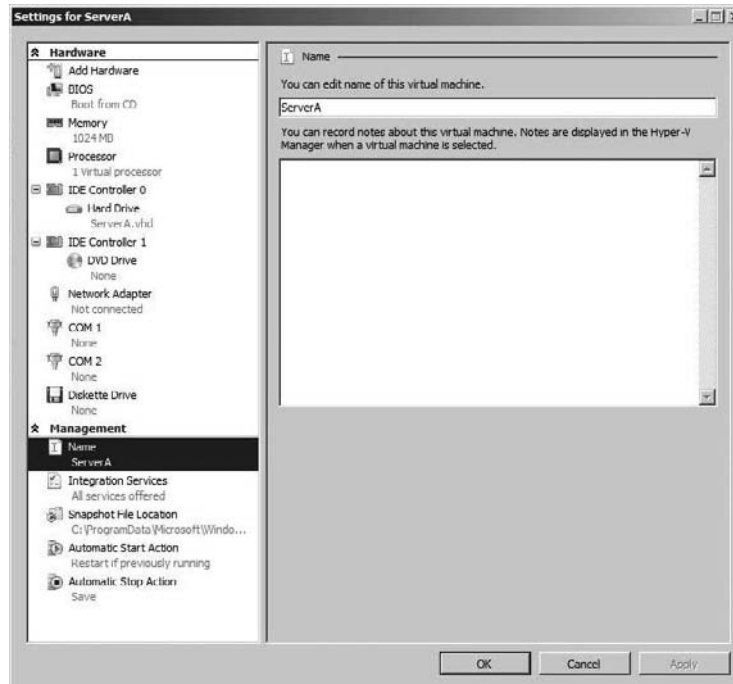 Settings for ServerA
Hardware
Add Hardware
BIOS
Boot from CD
Memory
1024 MB
Processor
1 Virtual processor
IDE Controller 0
Hard Drive
ServerA.vhd
IDE Controller 1
DVD Drive
None
Network Adapter
Not connected
COM 1
None
COM 2
None
Diskette Drive
None
Management
Name
ServerA
Integration Services
All services offered
Snapshot File Location
C:\ProgramData\Microsoft\Windo...
Automatic Start Action
Restart if previously running
Automatic Stop Action
Save
Name
You can edit name of this virtual machine.
ServerA
You can record notes about this virtual machine. Notes are displayed in the Hyper-V
Manager when a virtual machine is selected.
OK
Cancel
Apply